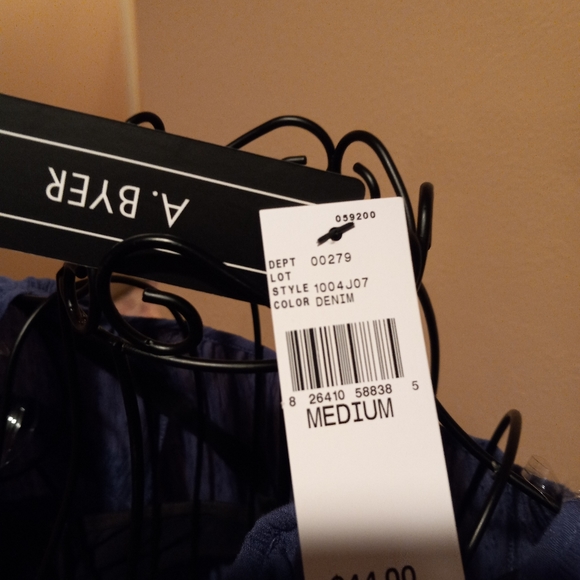 A. BYER
059200
DEPT 00279
LOT
STYLE 1004J07
COLOR DENIM
8 26410 58838 5
MEDIUM